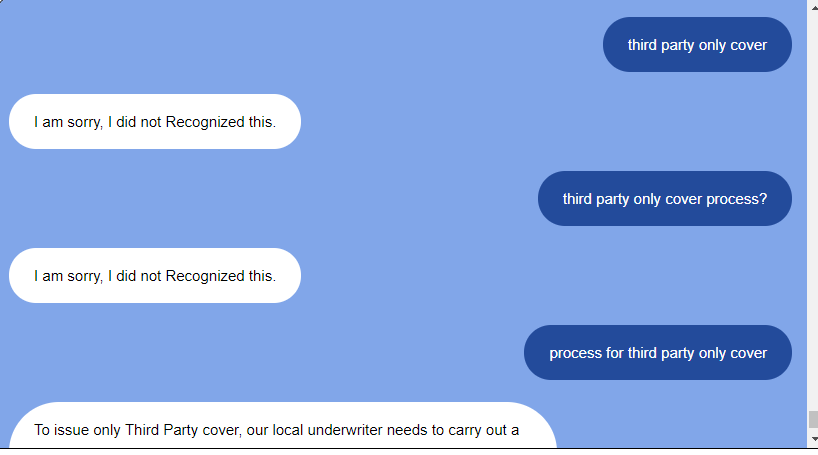 third party only cover
I am sorry, I did not Recognized this.
third party only cover process?
I am sorry, I did not Recognized this.
process for third party only cover
To issue only Third Party cover, our local underwriter needs to carry out a